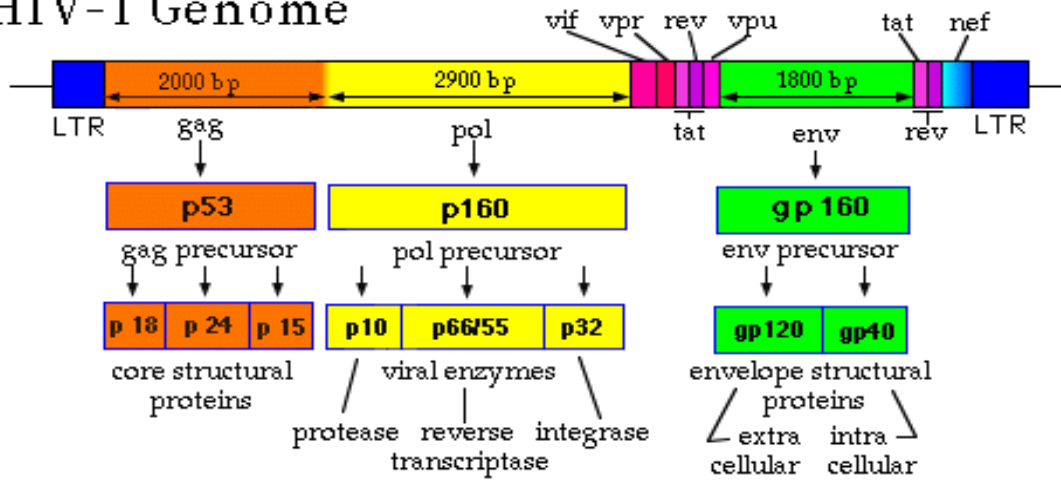 HIV-1 Genome
vif vpr rev vpu tat nef
2000 bp 2900 bp 1800 bp
LTR gag pol tat env rev LTR
p53 p160 gp 160
gag precursor pol precursor env precursor
p 18 p 24 p 15 p10 p66/55 p32 gp120 gp40
core structural viral enzymes envelope structural
proteins proteins
protease reverse integrase extra intra
transcriptase cellular cellular